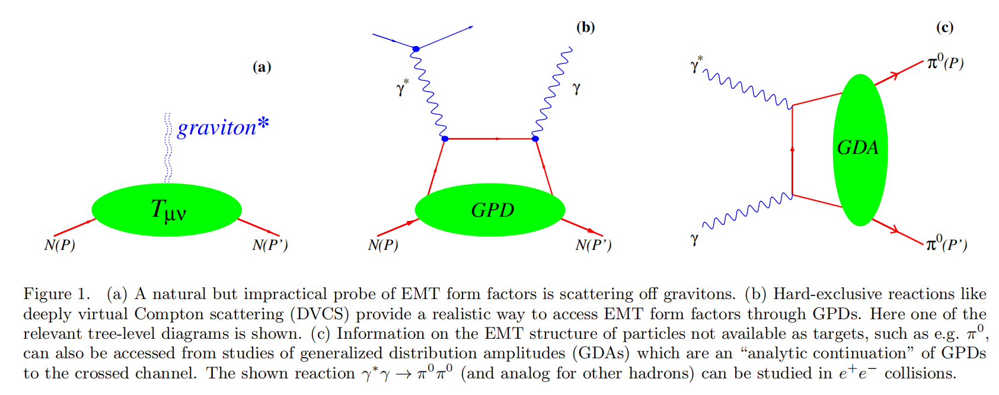 (a)
graviton*
Tμν
N(P)
N(P')
(b)
γ*
γ
GPD
N(P)
N(P')
(c)
γ*
π0(P)
GDA
γ
π0(P')
Figure 1. (a) A natural but impractical probe of EMT form factors is scattering off gravitons. (b) Hard-exclusive reactions like
deeply virtual Compton scattering (DVCS) provide a realistic way to access EMT form factors through GPDs. Here one of the
relevant tree-level diagrams is shown. (c) Information on the EMT structure of particles not available as targets, such as e.g. π0,
can also be accessed from studies of generalized distribution amplitudes (GDAs) which are an “analytic continuation” of GPDs
to the crossed channel. The shown reaction γ*γ → π0π0 (and analog for other hadrons) can be studied in e+e− collisions.